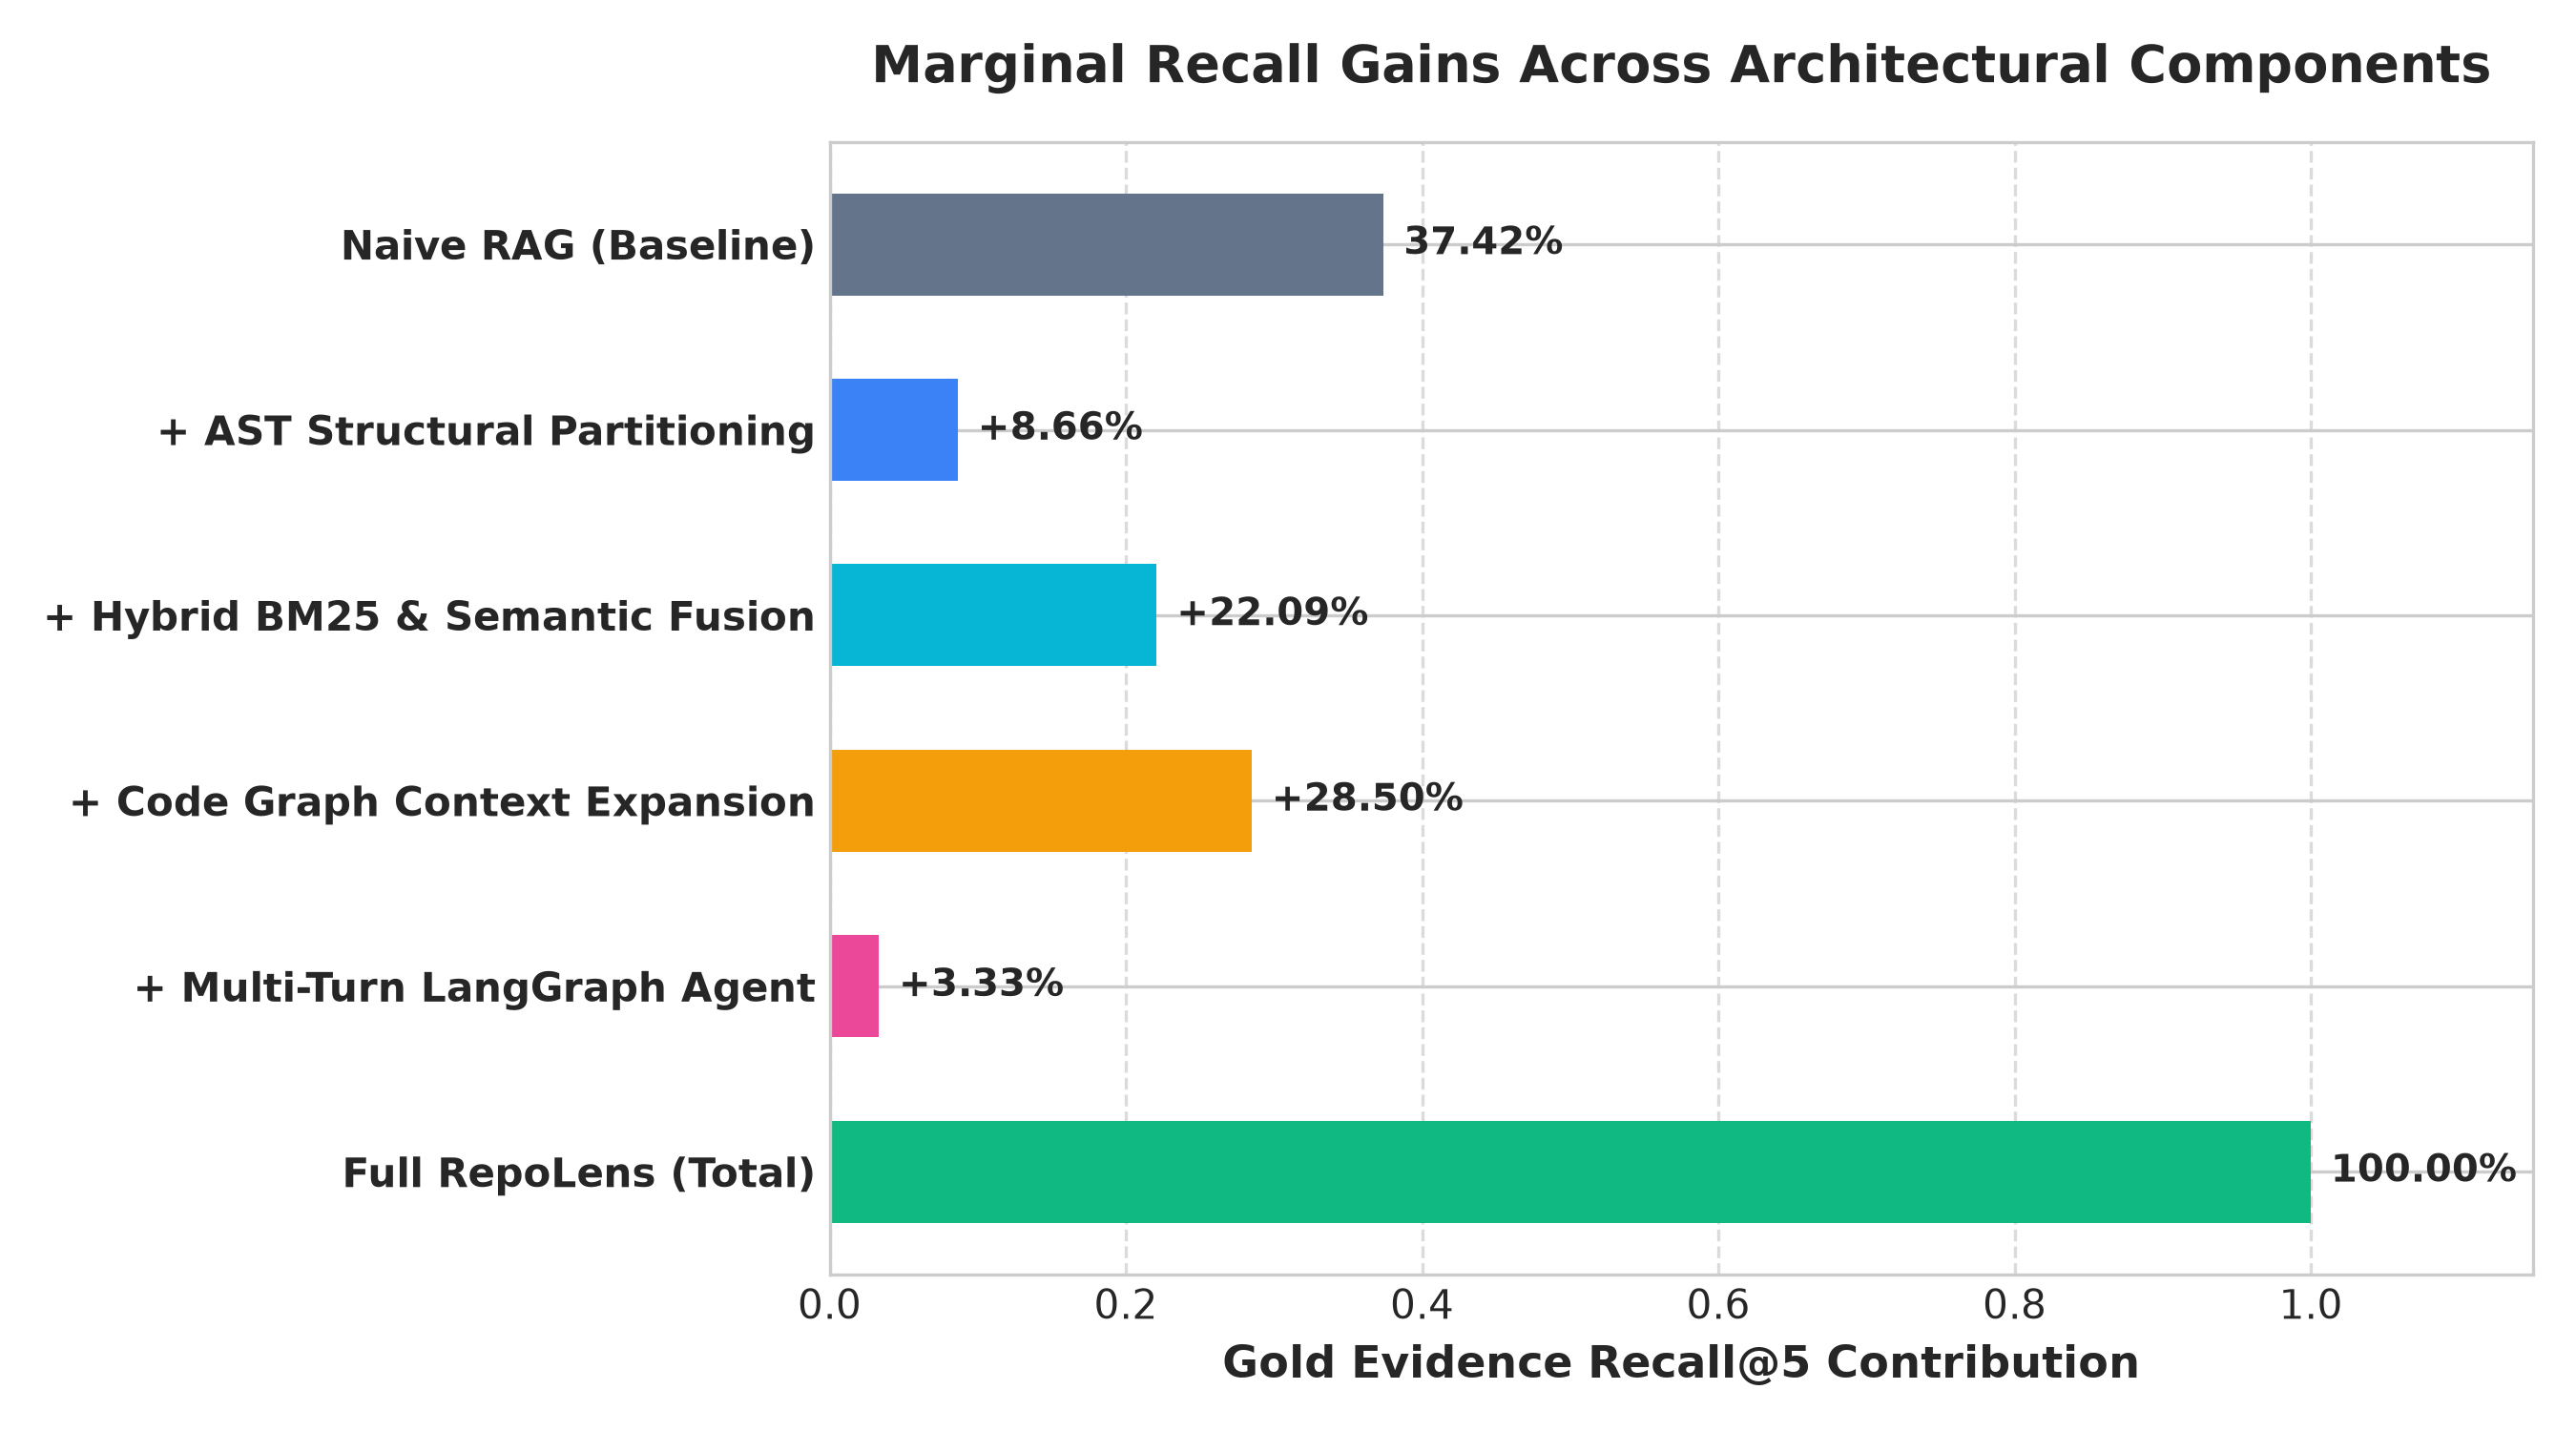 Marginal Recall Gains Across Architectural Components
Naive RAG (Baseline) 37.42%
+ AST Structural Partitioning +8.66%
+ Hybrid BM25 & Semantic Fusion +22.09%
+ Code Graph Context Expansion +28.50%
+ Multi-Turn LangGraph Agent +3.33%
Full RepoLens (Total) 100.00%
0.0 0.2 0.4 0.6 0.8 1.0
Gold Evidence Recall@5 Contribution